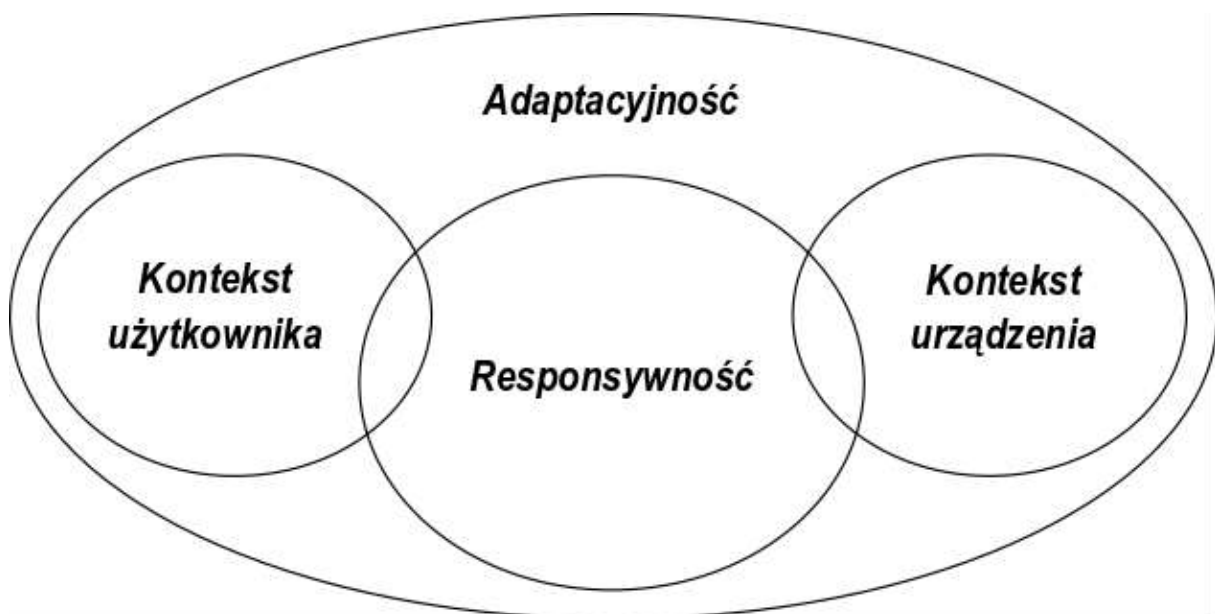 Adaptacyjność
Kontekst
użytkownika
Responsywność
Kontekst
urządzenia